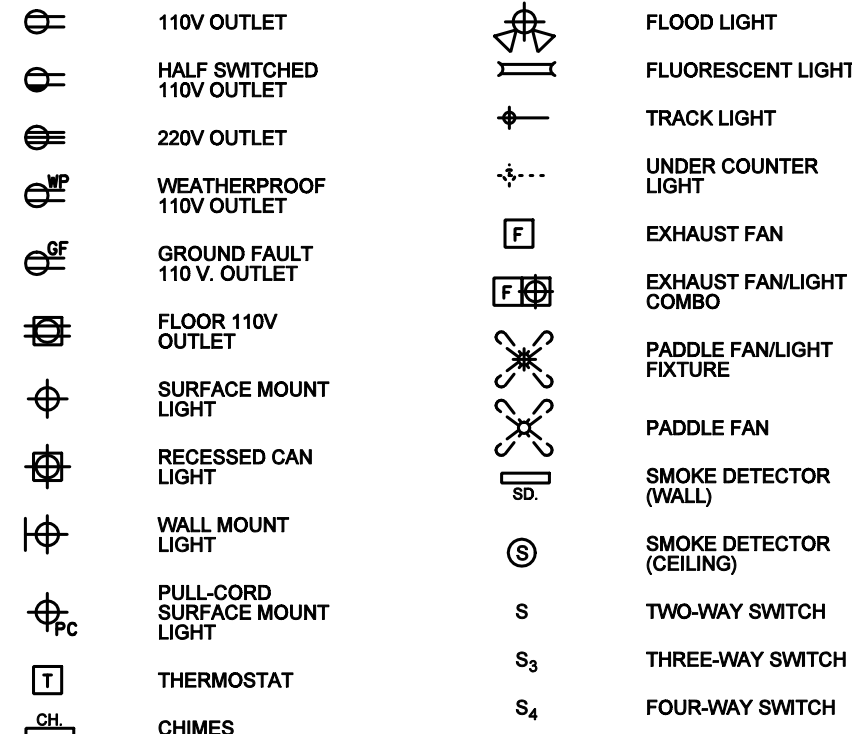 110V OUTLET
HALF SWITCHED
110V OUTLET
220V OUTLET
WP
WEATHERPROOF
110V OUTLET
GF
GROUND FAULT
110 V. OUTLET
FLOOR 110V
OUTLET
SURFACE MOUNT
LIGHT
RECESSED CAN
LIGHT
WALL MOUNT
LIGHT
PC
PULL-CORD
SURFACE MOUNT
LIGHT
T
THERMOSTAT
CH.
CHIMES
FLOOD LIGHT
FLUORESCENT LIGHT
TRACK LIGHT
UNDER COUNTER
LIGHT
F
EXHAUST FAN
F
EXHAUST FAN/LIGHT
COMBO
PADDLE FAN/LIGHT
FIXTURE
PADDLE FAN
SD.
SMOKE DETECTOR
(WALL)
S
SMOKE DETECTOR
(CEILING)
S
TWO-WAY SWITCH
S3
THREE-WAY SWITCH
S4
FOUR-WAY SWITCH